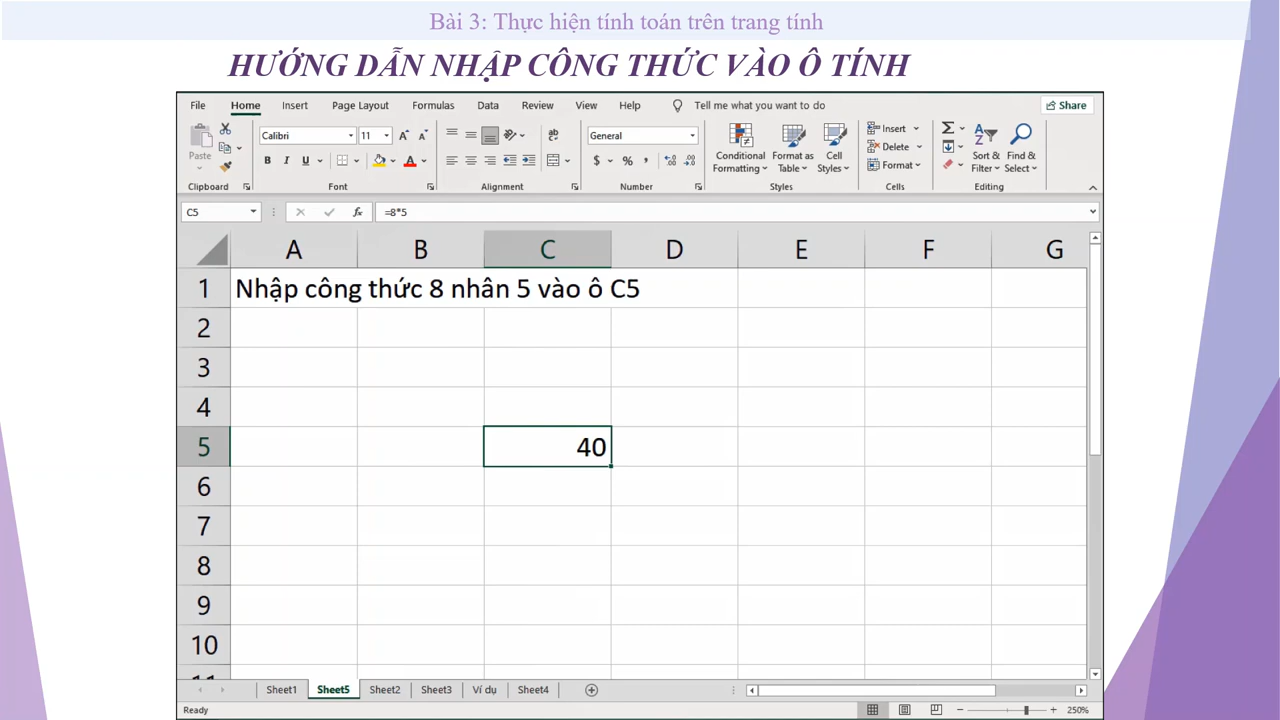 Bài 3: Thực hiện tính toán trên trang tính
HƯỚNG DẪN NHẬP CÔNG THỨC VÀO Ô TÍNH
File Home Insert Page Layout Formulas Data Review View Help Tell me what you want to do Share
Paste
Calibri 11
General
Conditional Formatting
Format as Table
Cell Styles
Insert
Delete
Format
Sort & Filter
Find & Select
Clipboard Font Alignment Number Styles Cells Editing
C5 fx =8*5
A B C D E F G
1 Nhập công thức 8 nhân 5 vào ô C5
2
3
4
5 40
6
7
8
9
10
11
Sheet1 Sheet5 Sheet2 Sheet3 Ví dụ Sheet4
Ready 250%